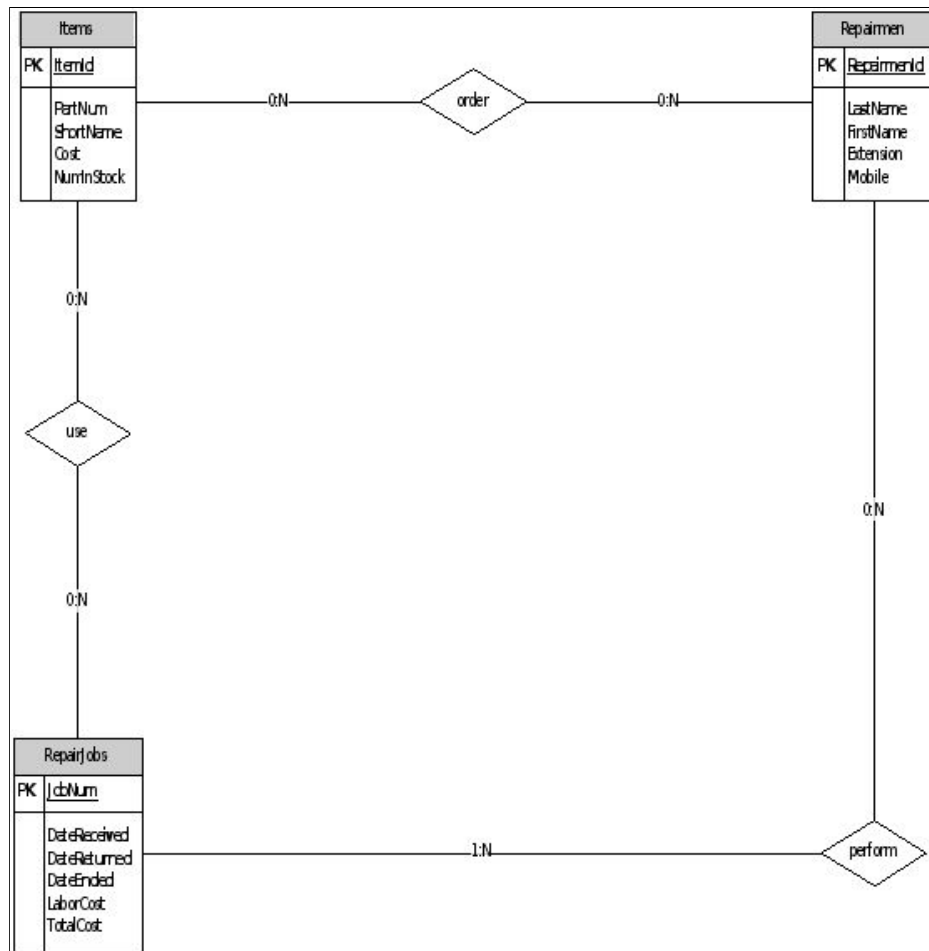 Items
PK ItemId
PartNum
ShortName
Cost
NumInStock
0:N
order
0:N
Repairmen
PK RepairmenId
LastName
FirstName
Extension
Mobile
0:N
use
0:N
0:N
RepairJobs
PK JobNum
DateReceived
DateReturned
DateEnded
LaborCost
TotalCost
1:N
perform